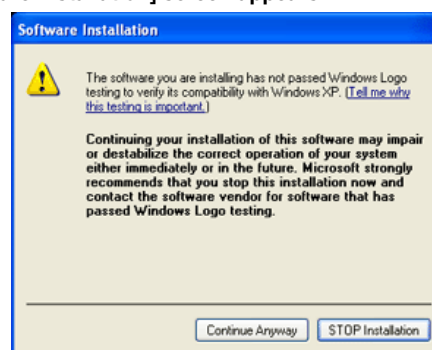 Software Installation
The software you are installing has not passed Windows Logo
testing to verify its compatibility with Windows XP. (Tell me why
this testing is important.)
Continuing your installation of this software may impair
or destabilize the correct operation of your system
either immediately or in the future. Microsoft strongly
recommends that you stop this installation now and
contact the software vendor for software that has
passed Windows Logo testing.
Continue Anyway STOP Installation